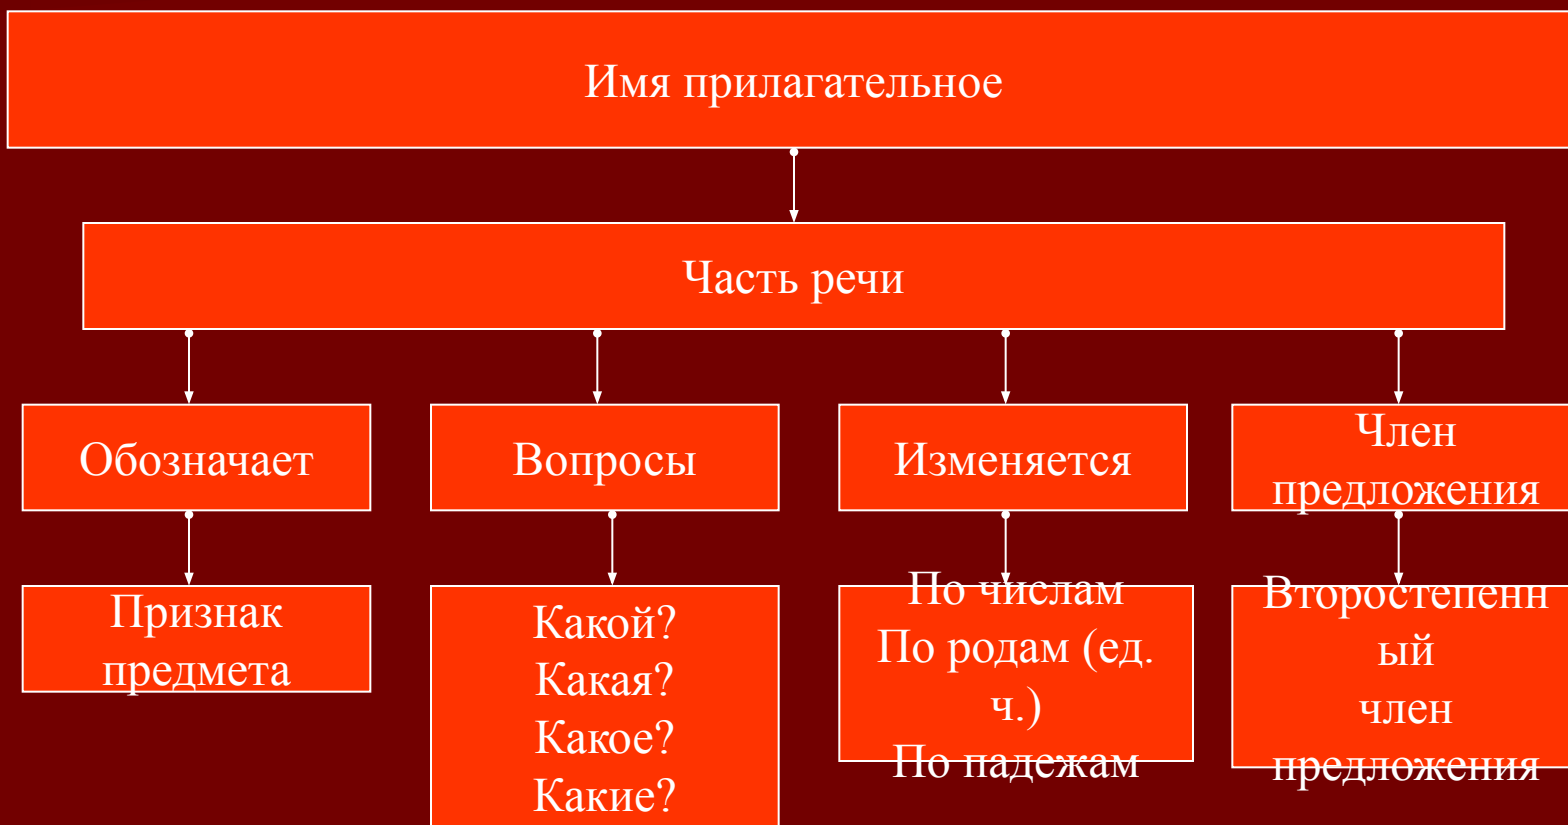 Имя прилагательное
Часть речи
Обозначает
Вопросы
Изменяется
Член
предложения
Признак
предмета
Какой?
Какая?
Какое?
Какие?
По числам
По родам (ед.
ч.)
По падежам
Второстепенн
ый
член
предложения